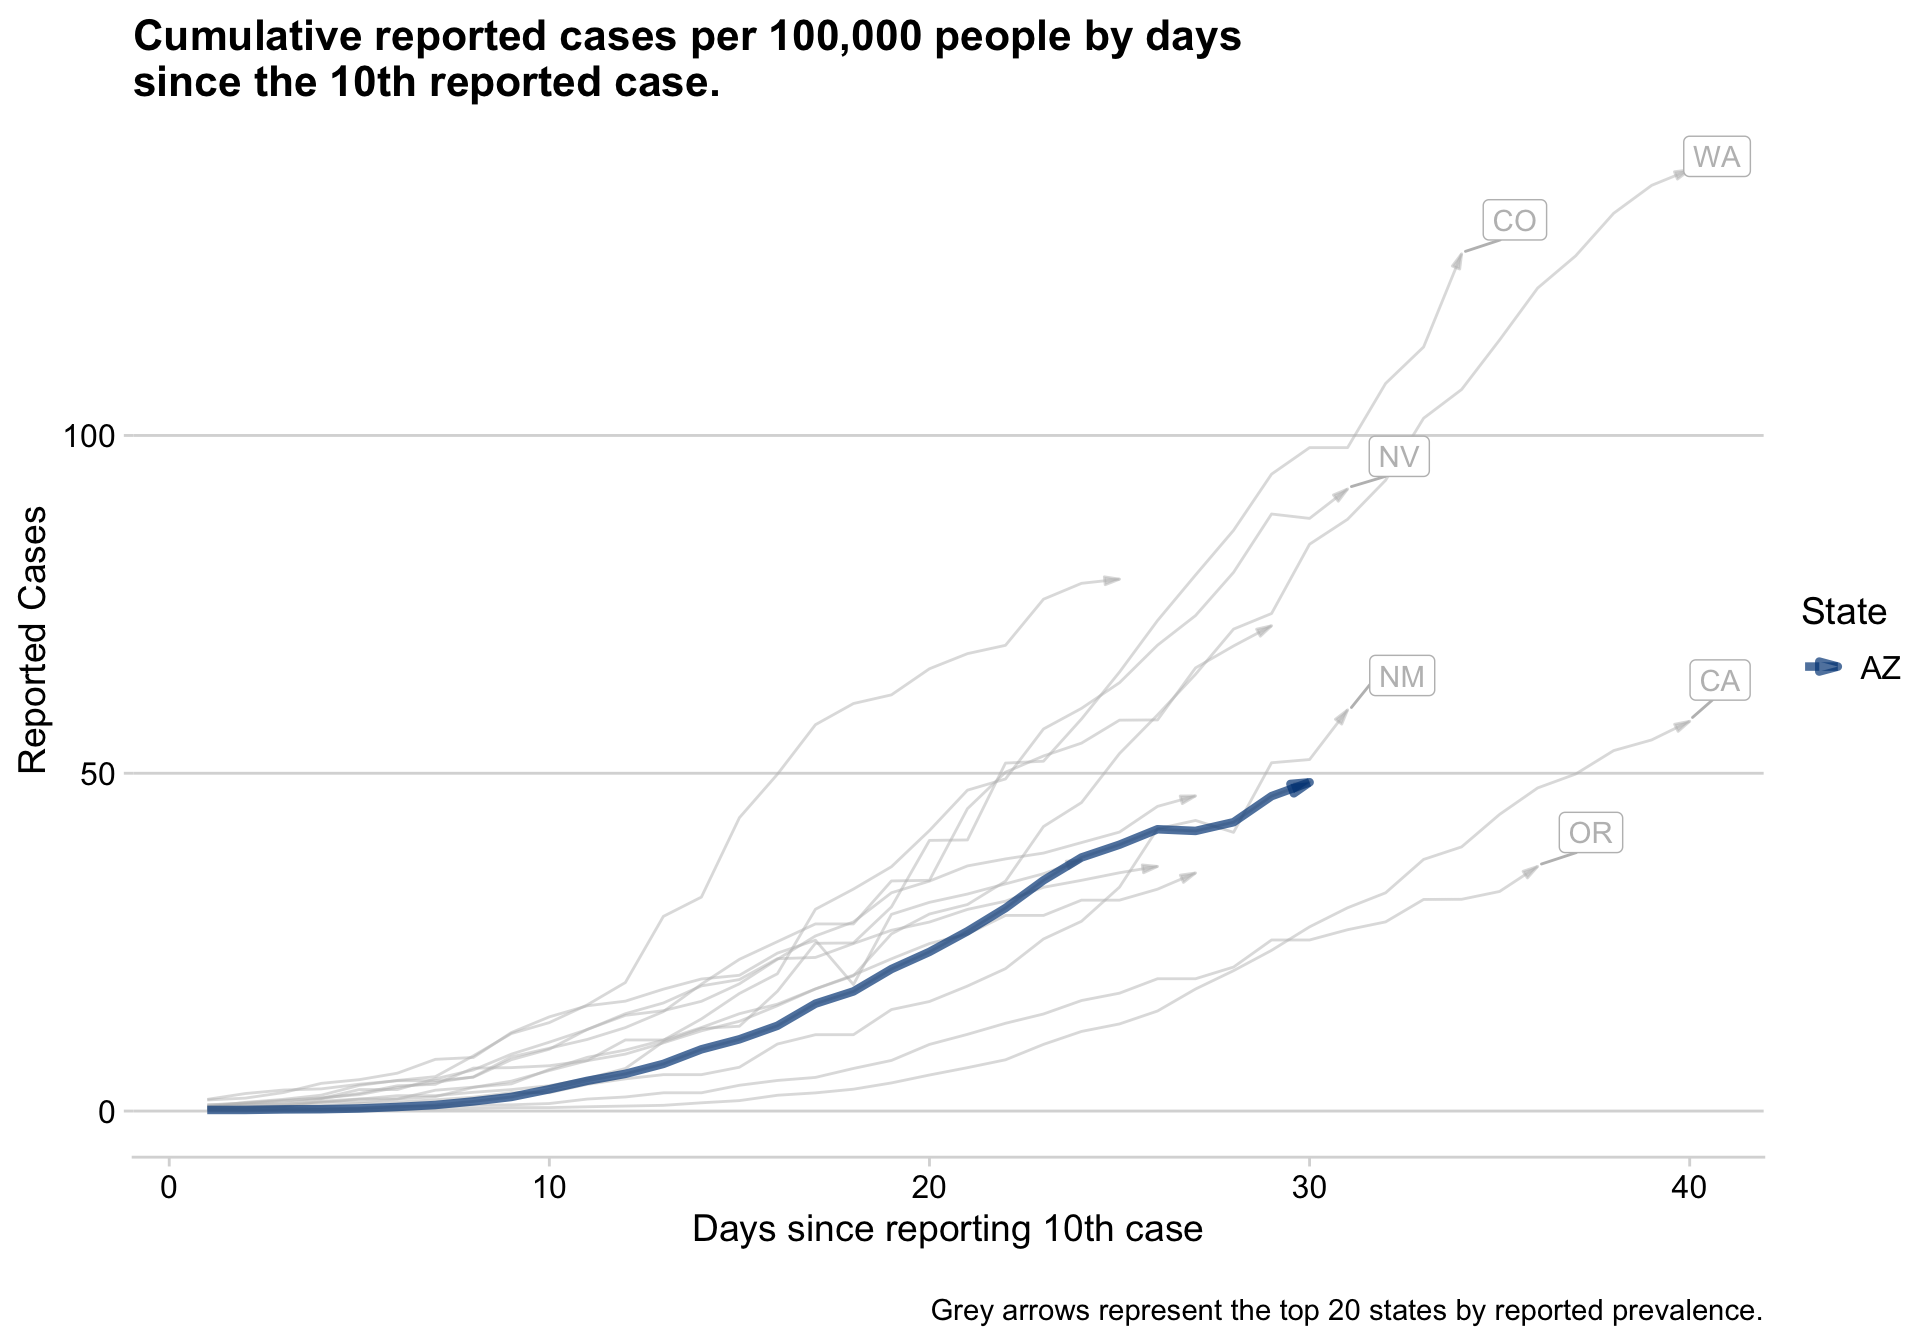 Cumulative reported cases per 100,000 people by days
since the 10th reported case.
WA
CO
100
NV
Reported Cases
State
AZ
NM
CA
50
OR
0
0
10
20
30
40
Days since reporting 10th case
Grey arrows represent the top 20 states by reported prevalence.